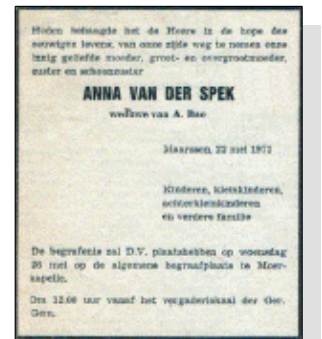 Heden behaagde het de Heere in de hope des
eeuwigen levens, van onze zijde weg te nemen onze
innig geliefde moeder, groot- en overgrootmoeder,
zuster en schoonzuster
ANNA VAN DER SPEK
weduwe van A. Bac
Maarssen, 22 mei 1971
Kinderen, kleinkinderen,
achterkleinkinderen
en verdere familie
De begrafenis zal D.V. plaatshebben op woensdag
26 mei op de algemene begraafplaats te Moer-
kapelle.
Om 12.00 uur vanaf het vergaderlokaal der Ger.
Gem.